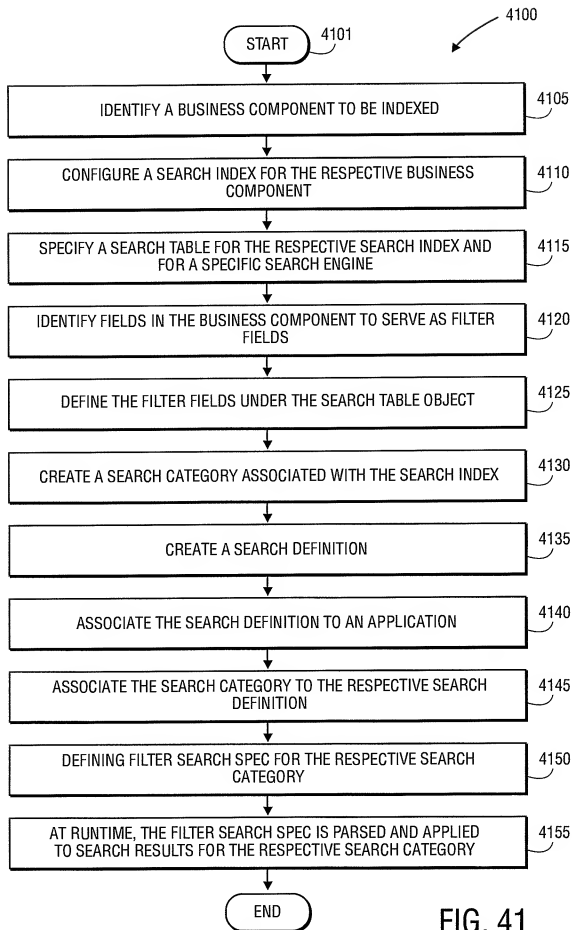 4100
START
4101
IDENTIFY A BUSINESS COMPONENT TO BE INDEXED
4105
CONFIGURE A SEARCH INDEX FOR THE RESPECTIVE BUSINESS
COMPONENT
4110
SPECIFY A SEARCH TABLE FOR THE RESPECTIVE SEARCH INDEX AND
FOR A SPECIFIC SEARCH ENGINE
4115
IDENTIFY FIELDS IN THE BUSINESS COMPONENT TO SERVE AS FILTER
FIELDS
4120
DEFINE THE FILTER FIELDS UNDER THE SEARCH TABLE OBJECT
4125
CREATE A SEARCH CATEGORY ASSOCIATED WITH THE SEARCH INDEX
4130
CREATE A SEARCH DEFINITION
4135
ASSOCIATE THE SEARCH DEFINITION TO AN APPLICATION
4140
ASSOCIATE THE SEARCH CATEGORY TO THE RESPECTIVE SEARCH
DEFINITION
4145
DEFINING FILTER SEARCH SPEC FOR THE RESPECTIVE SEARCH
CATEGORY
4150
AT RUNTIME, THE FILTER SEARCH SPEC IS PARSED AND APPLIED
TO SEARCH RESULTS FOR THE RESPECTIVE SEARCH CATEGORY
4155
END
FIG. 41